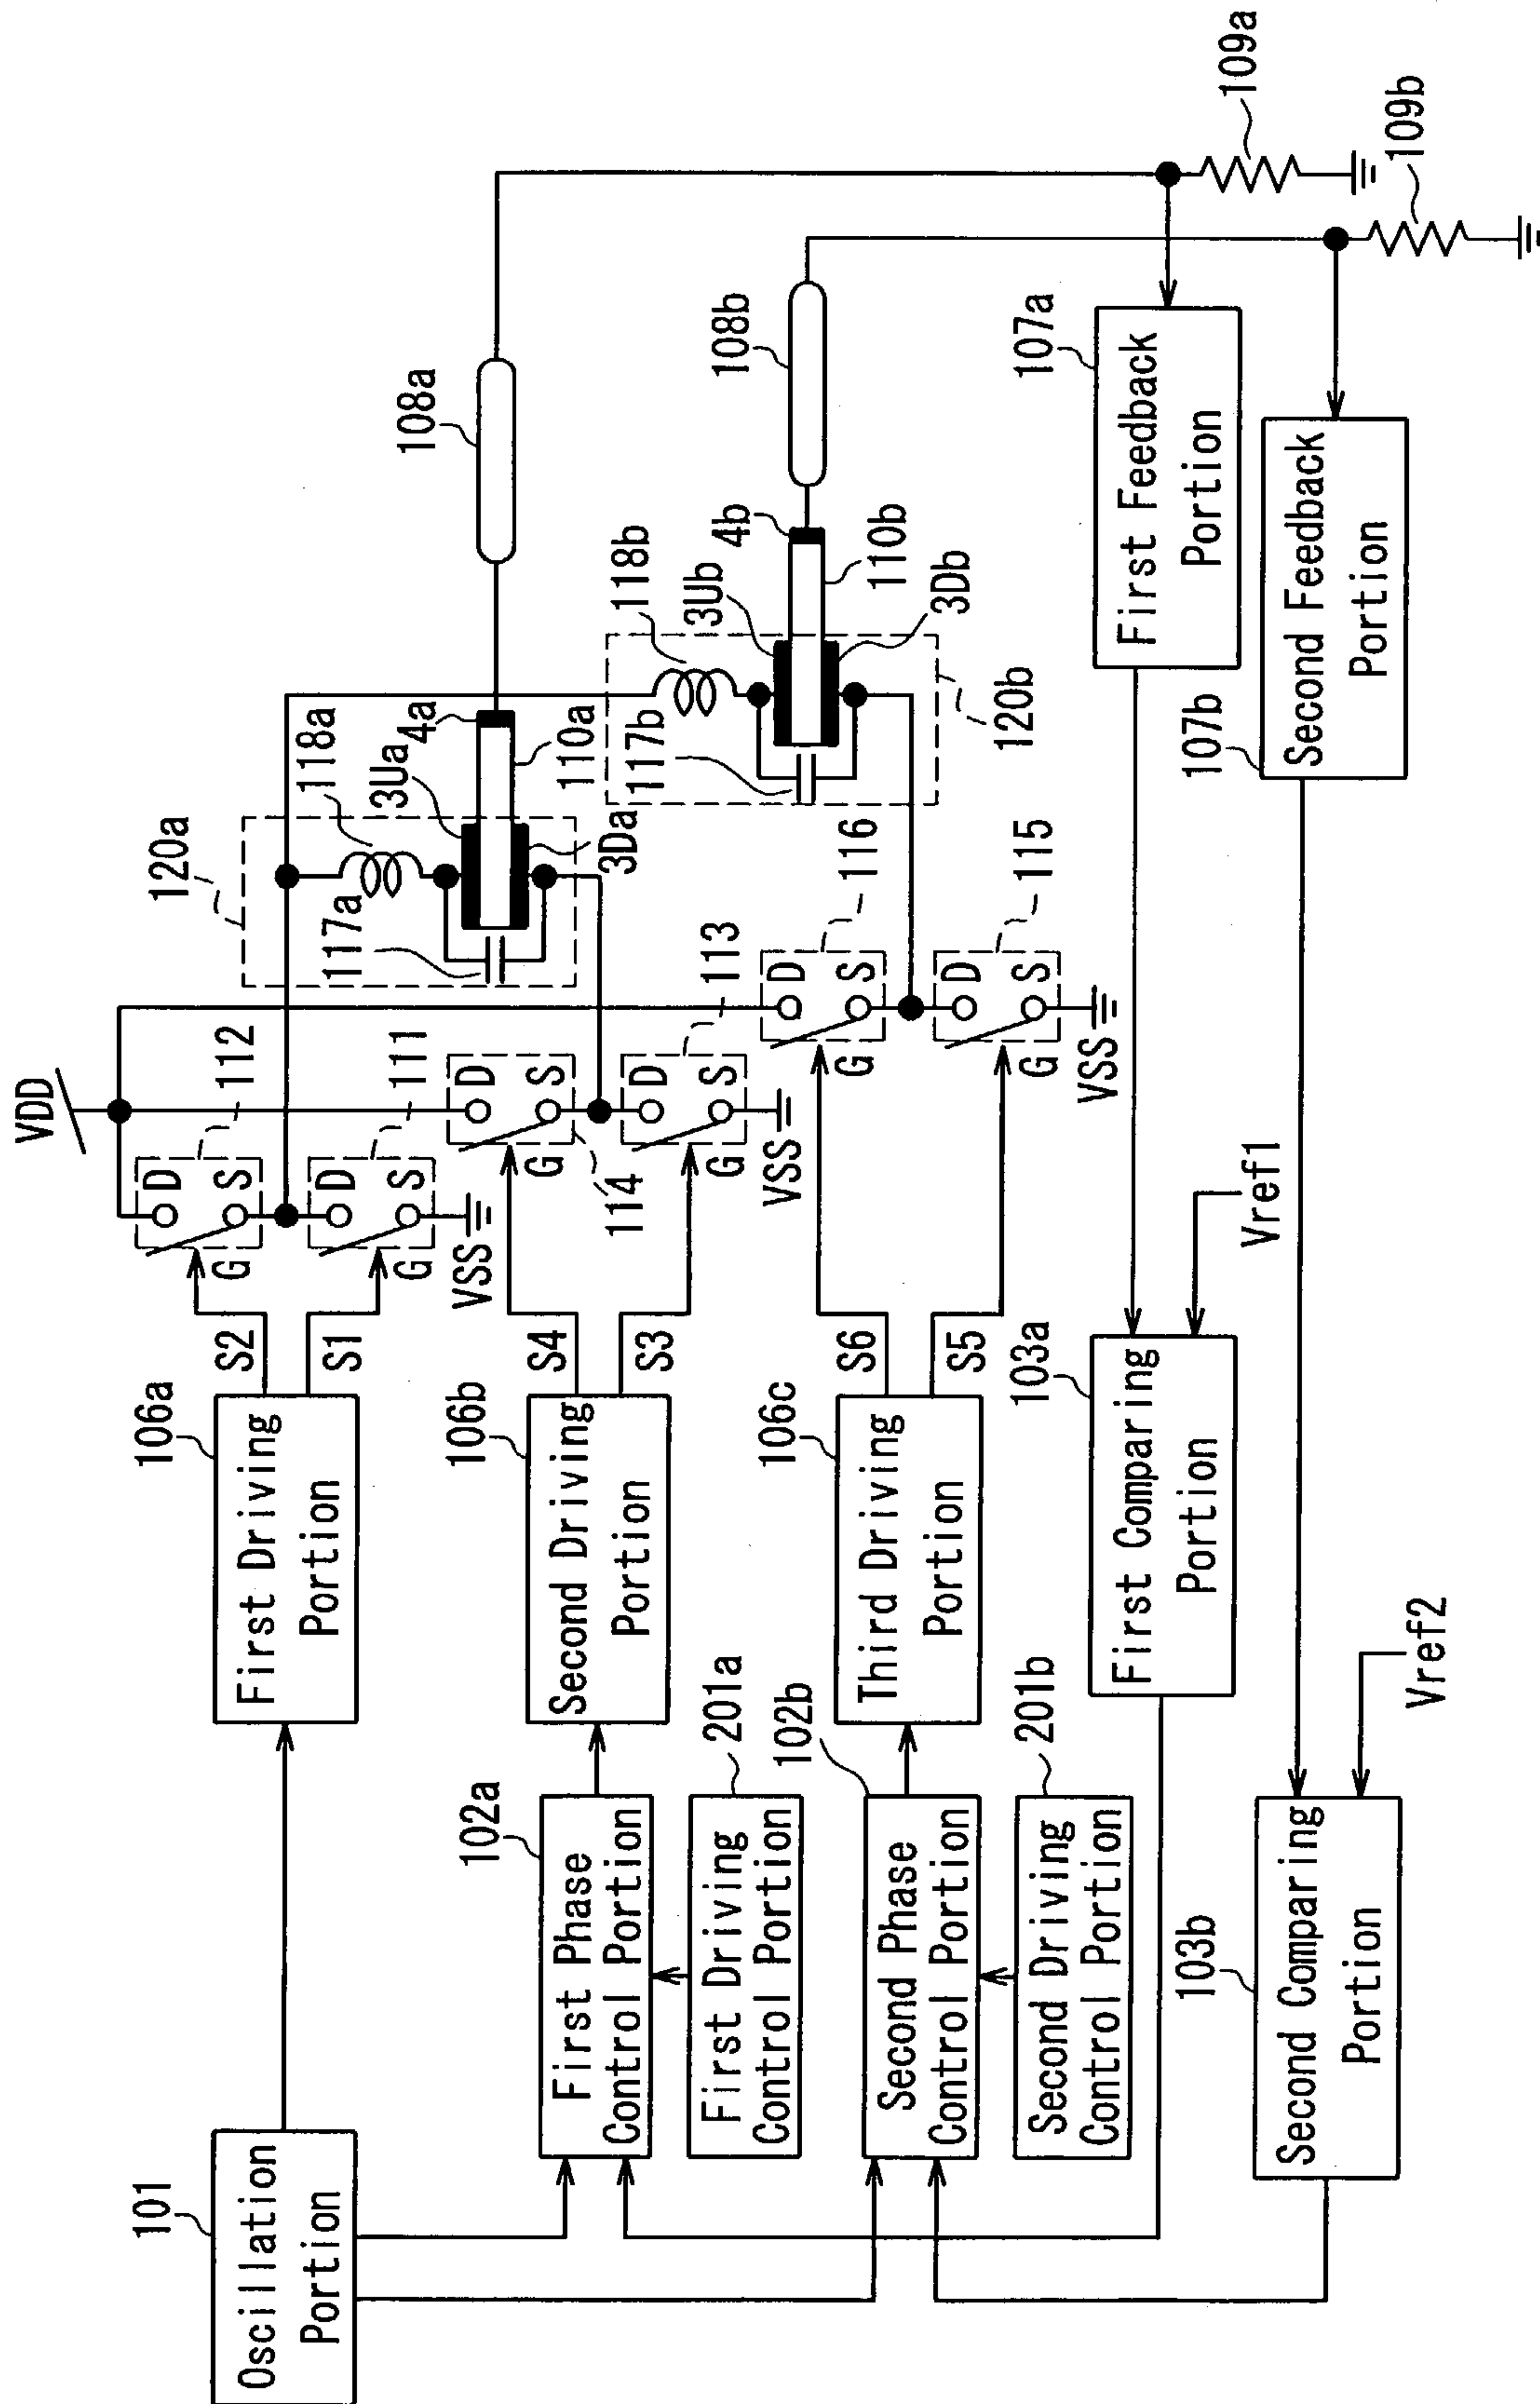 101
Oscillation
Portion
106a
First Driving
Portion
S2
S1
VDD
D
S
G
112
D
S
G
111
VSS
120a
117a
118a
3Ua
4a
110a
3Da
108a
102a
First Phase
Control Portion
201a
First Driving
Control Portion
106b
Second Driving
Portion
S4
S3
D
S
G
114
D
S
G
113
VSS
117b
118b
3Ub
4b
110b
3Db
120b
108b
102b
Second Phase
Control Portion
201b
Second Driving
Control Portion
106c
Third Driving
Portion
S6
S5
D
S
G
116
D
S
G
115
VSS
103a
First Comparing
Portion
Vref1
107a
First Feedback
Portion
109a
103b
Second Comparing
Portion
Vref2
107b
Second Feedback
Portion
109b